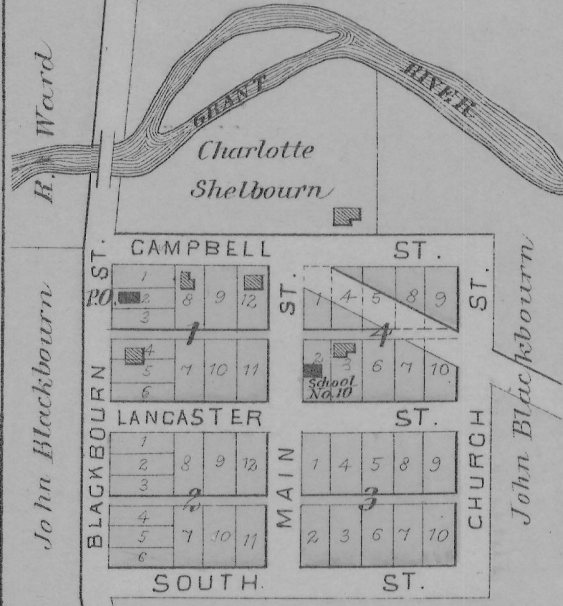 R. Ward
GRANT RIVER
Charlotte
Shelbourn
CAMPBELL ST.
John Blackbourn
BLACKBOURN ST.
P.O.
1 8 9 12
2
3
1
4 7 10 11
5
6
MAIN ST.
1 4 5 8 9
4
2 3 6 7 10
School
No. 10
CHURCH ST.
John Blackbourn
LANCASTER ST.
1 8 9 12
2
3
2
4 7 10 11
5
6
1 4 5 8 9
3
2 3 6 7 10
SOUTH ST.